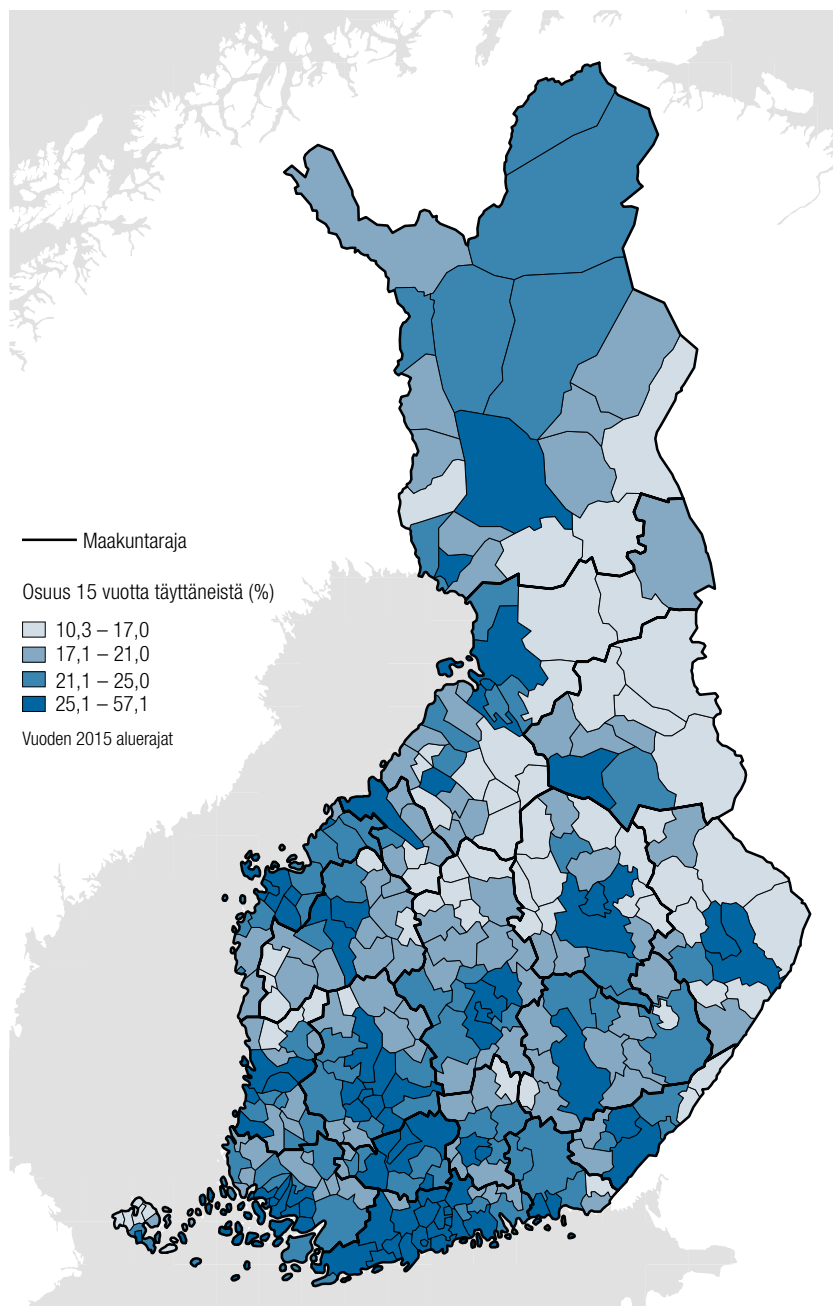 Maakuntaraja
Osuus 15 vuotta täyttäneistä (%)
10,3 – 17,0
17,1 – 21,0
21,1 – 25,0
25,1 – 57,1
Vuoden 2015 aluerajat